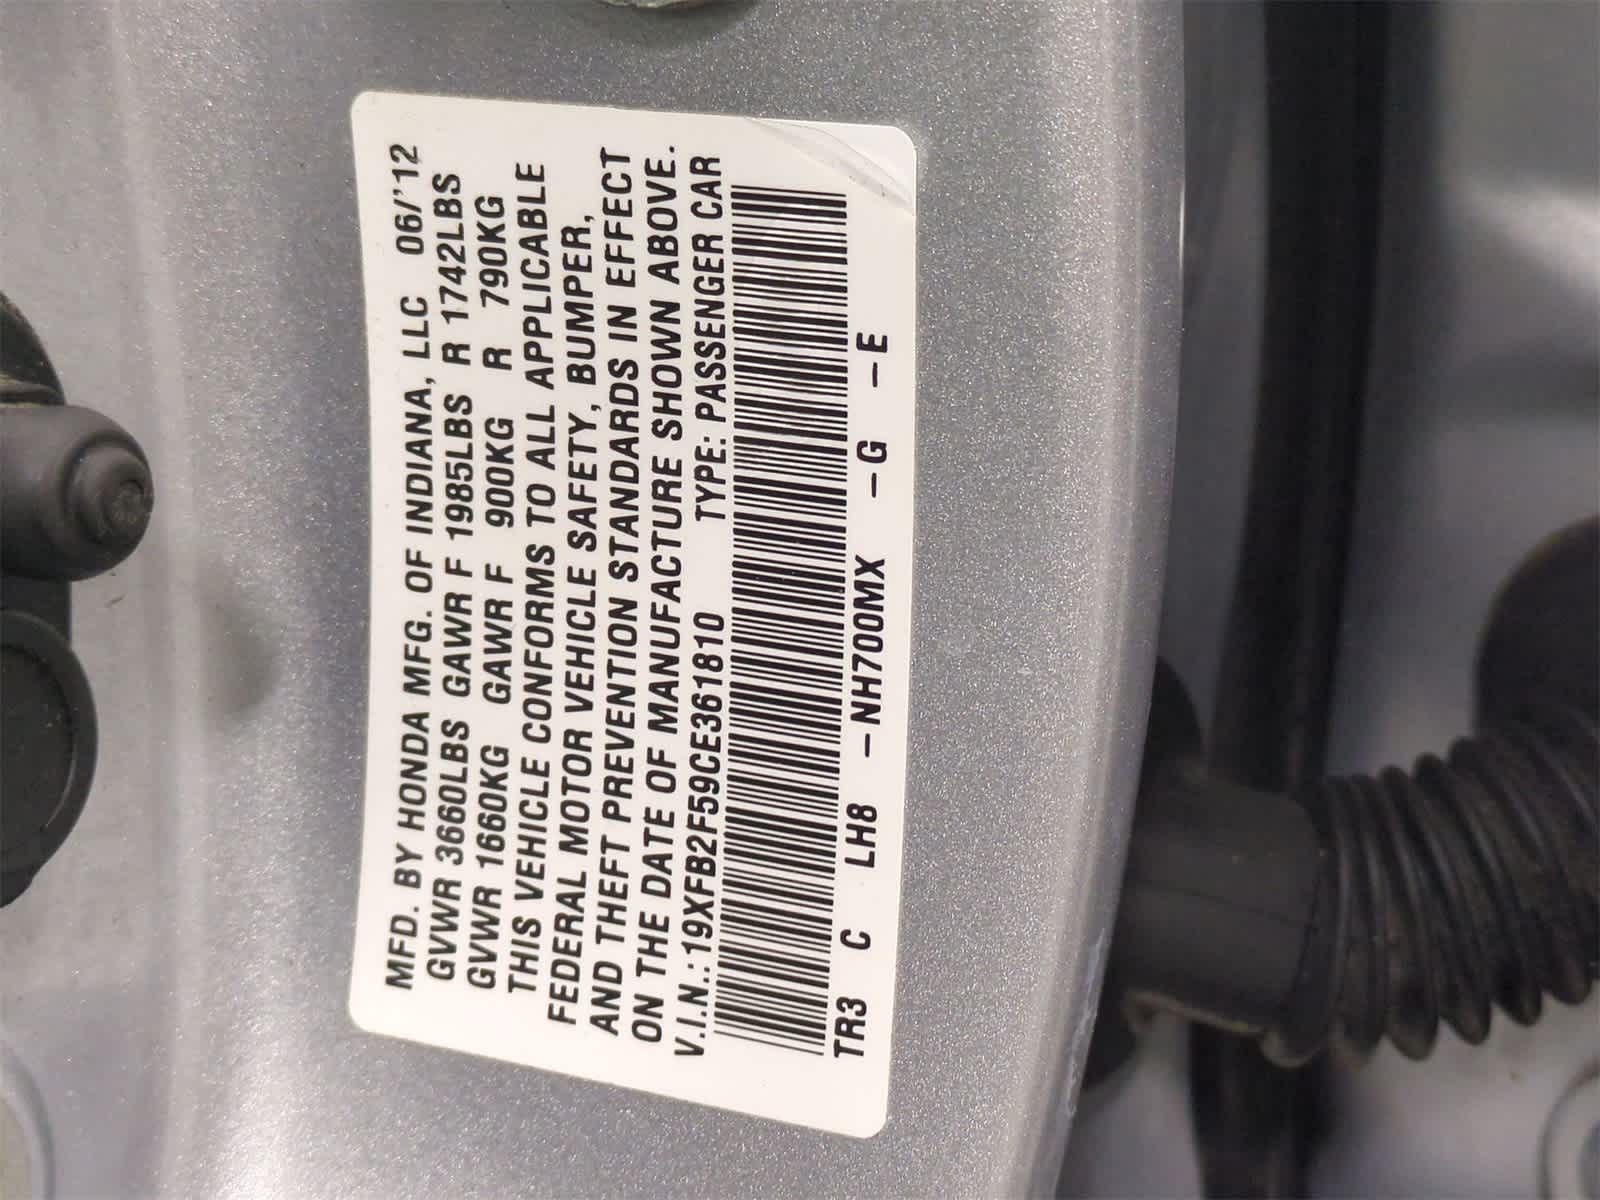 MFD. BY HONDA MFG. OF INDIANA, LLC 06/'12
GVWR 3660LBS GAWR F 1985LBS R 1742LBS
GVWR 1660KG GAWR F 900KG R 790KG
THIS VEHICLE CONFORMS TO ALL APPLICABLE
FEDERAL MOTOR VEHICLE SAFETY, BUMPER,
AND THEFT PREVENTION STANDARDS IN EFFECT
ON THE DATE OF MANUFACTURE SHOWN ABOVE.
V.I.N.: 19XFB2F59CE361810 TYPE: PASSENGER CAR
TR3 C LH8 -NH700MX -G -E